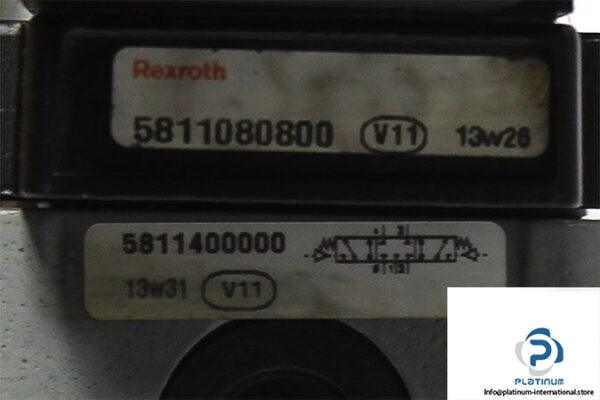 Rexroth
5811080800 V11 13w26
5811400000
13w31 V11
PLATINUM
Info@platinum-international.store